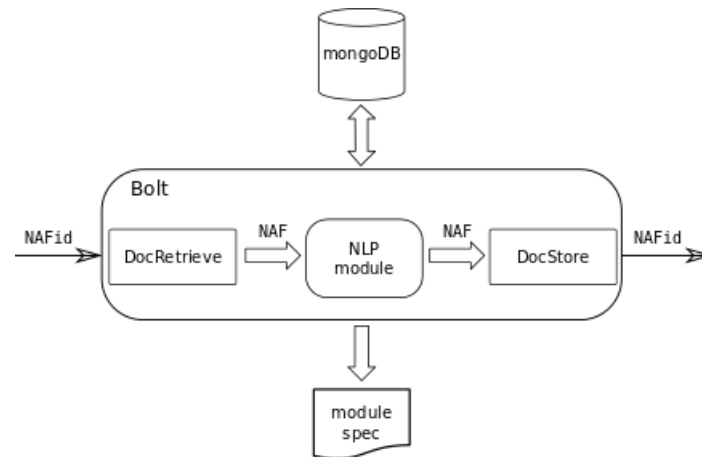 mongoDB
Bolt
NAFid
DocRetrieve
NAF
NLP
module
NAF
DocStore
NAFid
module
spec